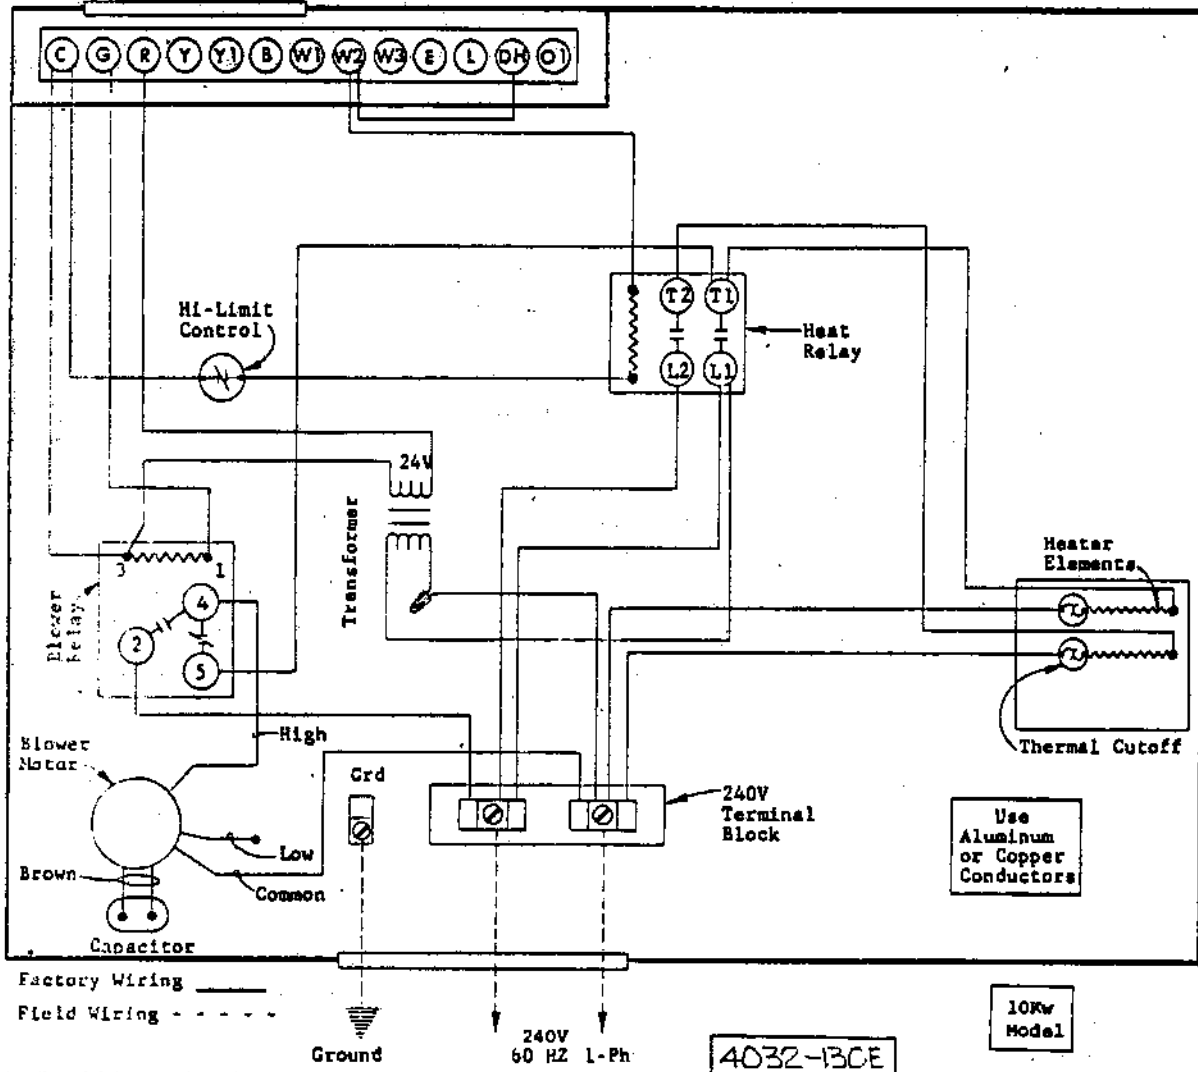 C G R Y Y1 B W1 W2 W3 E L DH O1
Hi-Limit
Control
T2 T1
Heat
Relay
L2 L1
24V
Transformer
3 1
4
2
5
Blower
Relay
Heater
Elements
Thermal Cutoff
High
Blower
Motor
Grd
240V
Terminal
Block
Low
Common
Brown
Capacitor
Use
Aluminum
or Copper
Conductors
Factory Wiring
Field Wiring
Ground
240V
60 HZ 1-Ph
4032-13CE
10Kw
Model